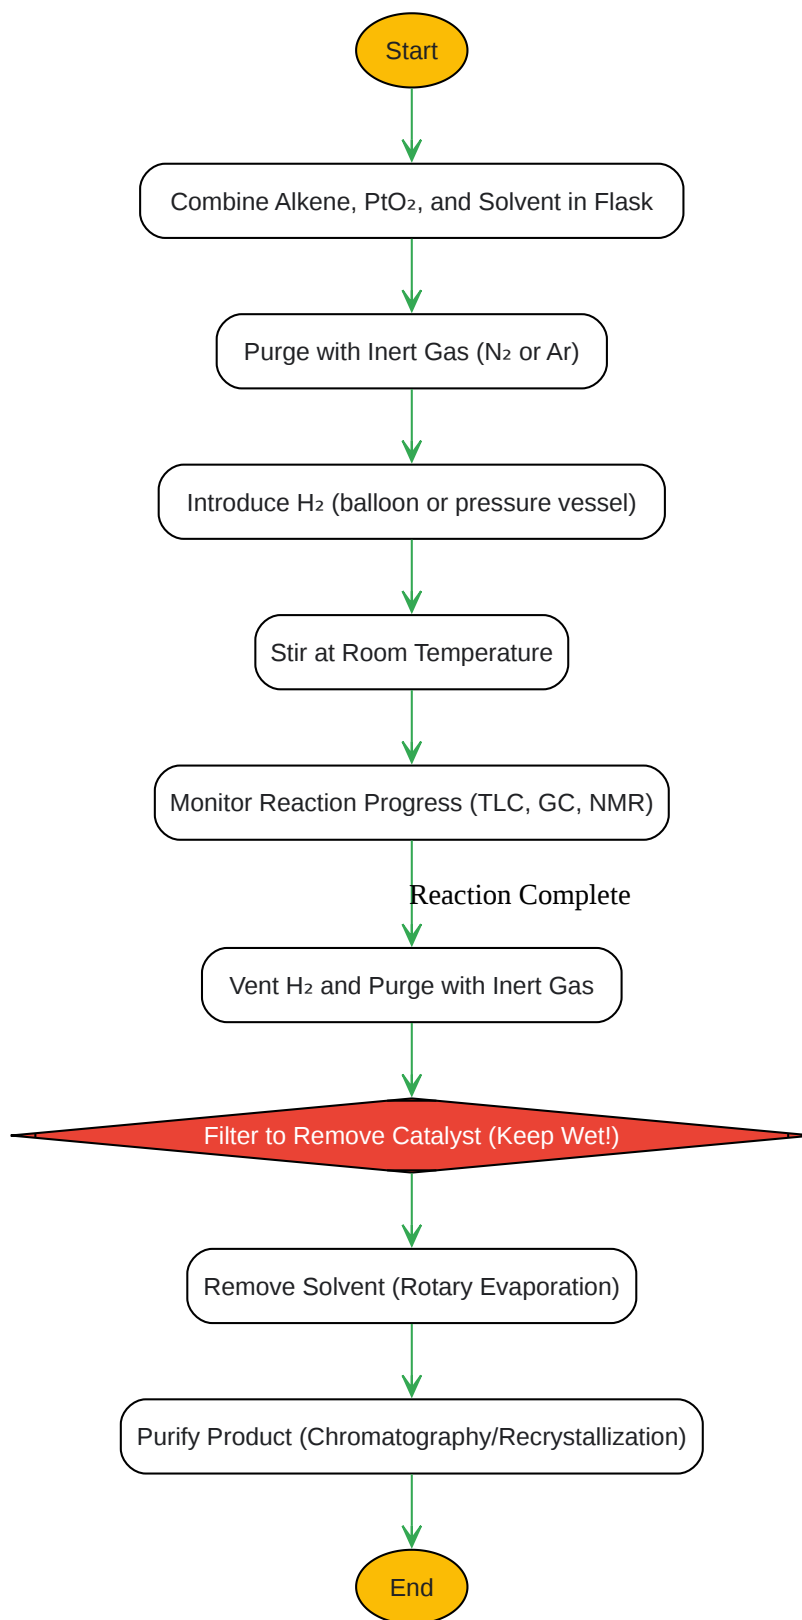 Start
Combine Alkene, PtO₂, and Solvent in Flask
Purge with Inert Gas (N₂ or Ar)
Introduce H₂ (balloon or pressure vessel)
Stir at Room Temperature
Monitor Reaction Progress (TLC, GC, NMR)
Reaction Complete
Vent H₂ and Purge with Inert Gas
Filter to Remove Catalyst (Keep Wet!)
Remove Solvent (Rotary Evaporation)
Purify Product (Chromatography/Recrystallization)
End